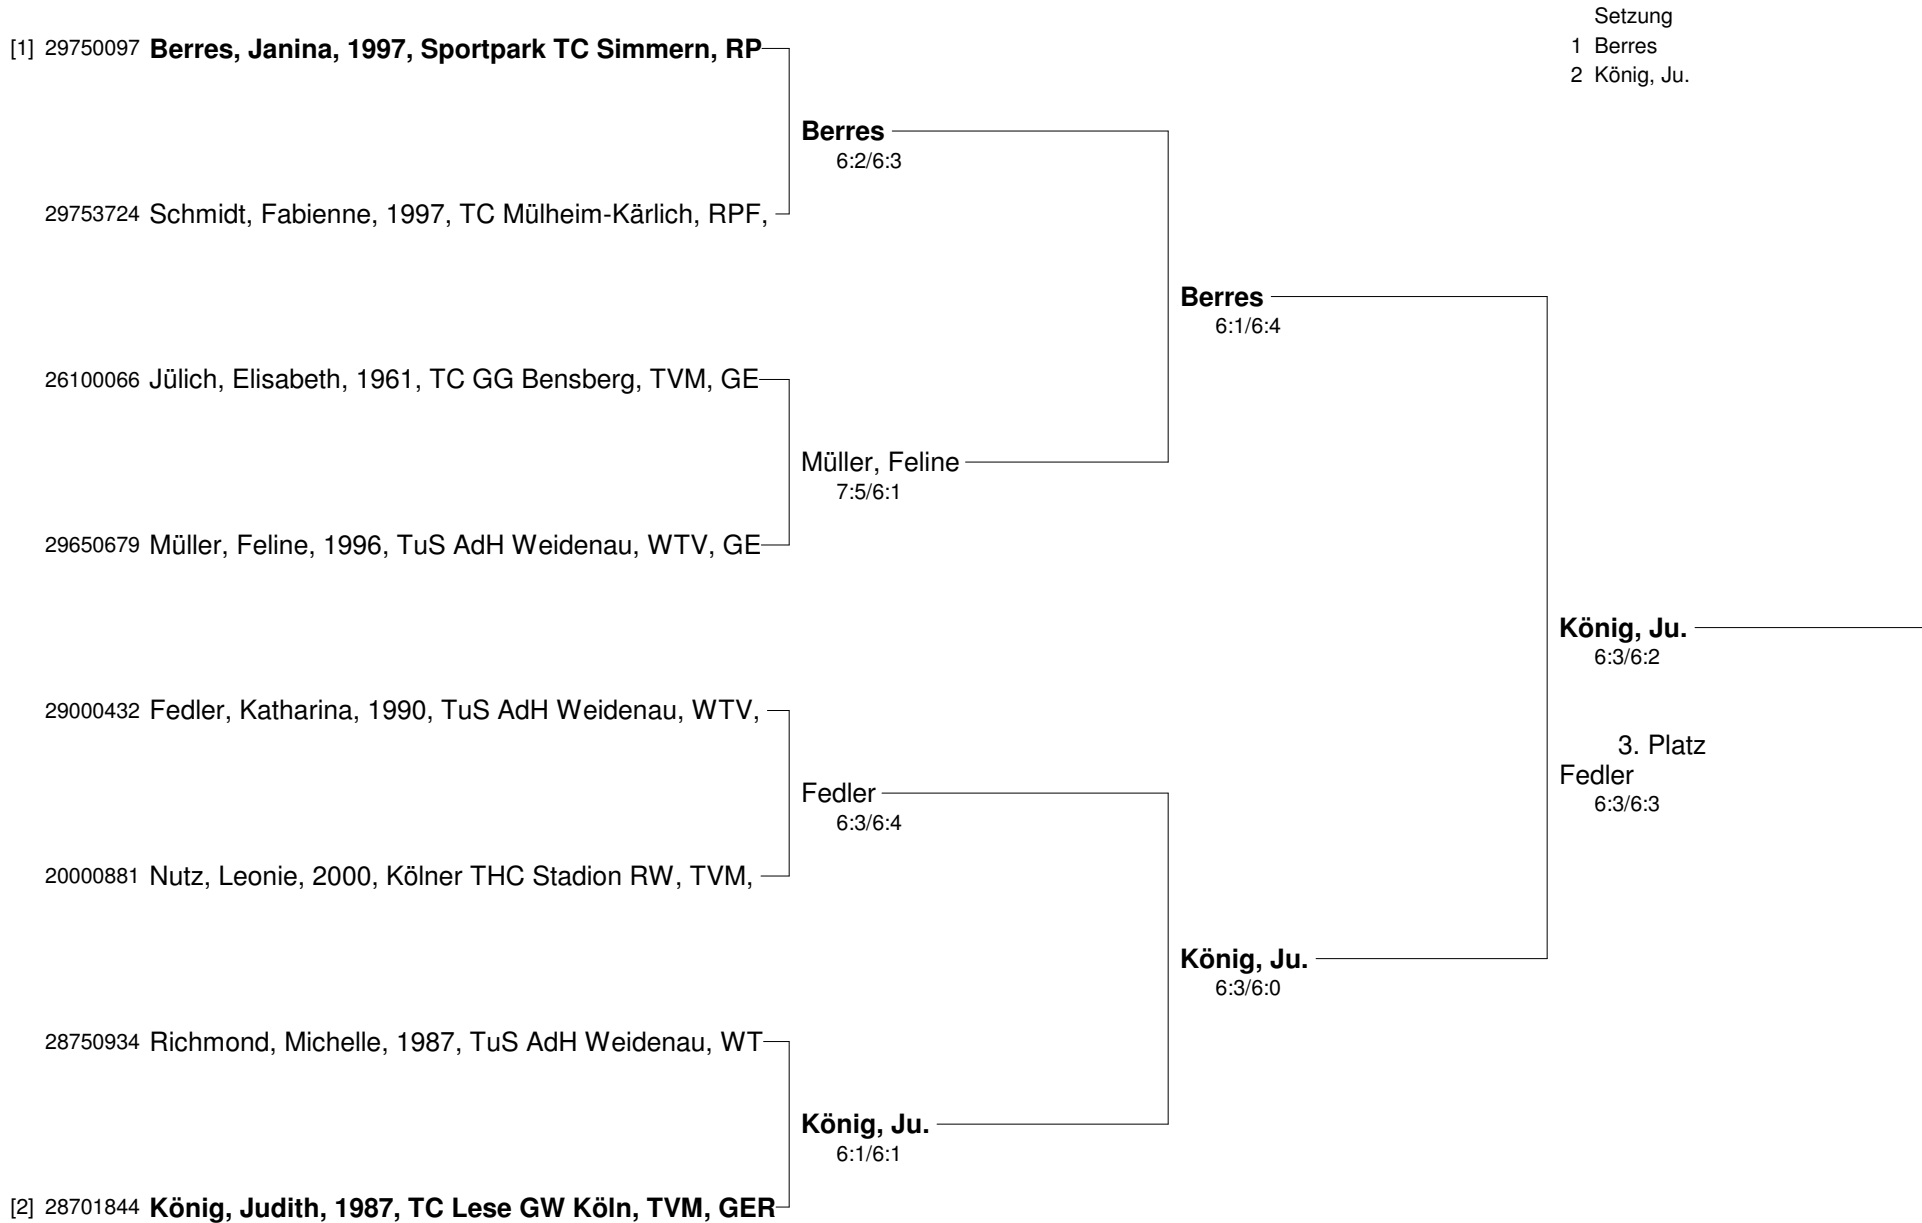 Setzung
1 Berres
2 König, Ju.
[1] 29750097 Berres, Janina, 1997, Sportpark TC Simmern, RP
Berres
6:2/6:3
29753724 Schmidt, Fabienne, 1997, TC Mülheim-Kärlich, RPF,
Berres
6:1/6:4
26100066 Jülich, Elisabeth, 1961, TC GG Bensberg, TVM, GE
Müller, Feline
7:5/6:1
29650679 Müller, Feline, 1996, TuS AdH Weidenau, WTV, GE
König, Ju.
6:3/6:2
29000432 Fedler, Katharina, 1990, TuS AdH Weidenau, WTV,
3. Platz
Fedler
6:3/6:3
Fedler
6:3/6:4
20000881 Nutz, Leonie, 2000, Kölner THC Stadion RW, TVM,
König, Ju.
6:3/6:0
28750934 Richmond, Michelle, 1987, TuS AdH Weidenau, WT
König, Ju.
6:1/6:1
[2] 28701844 König, Judith, 1987, TC Lese GW Köln, TVM, GER